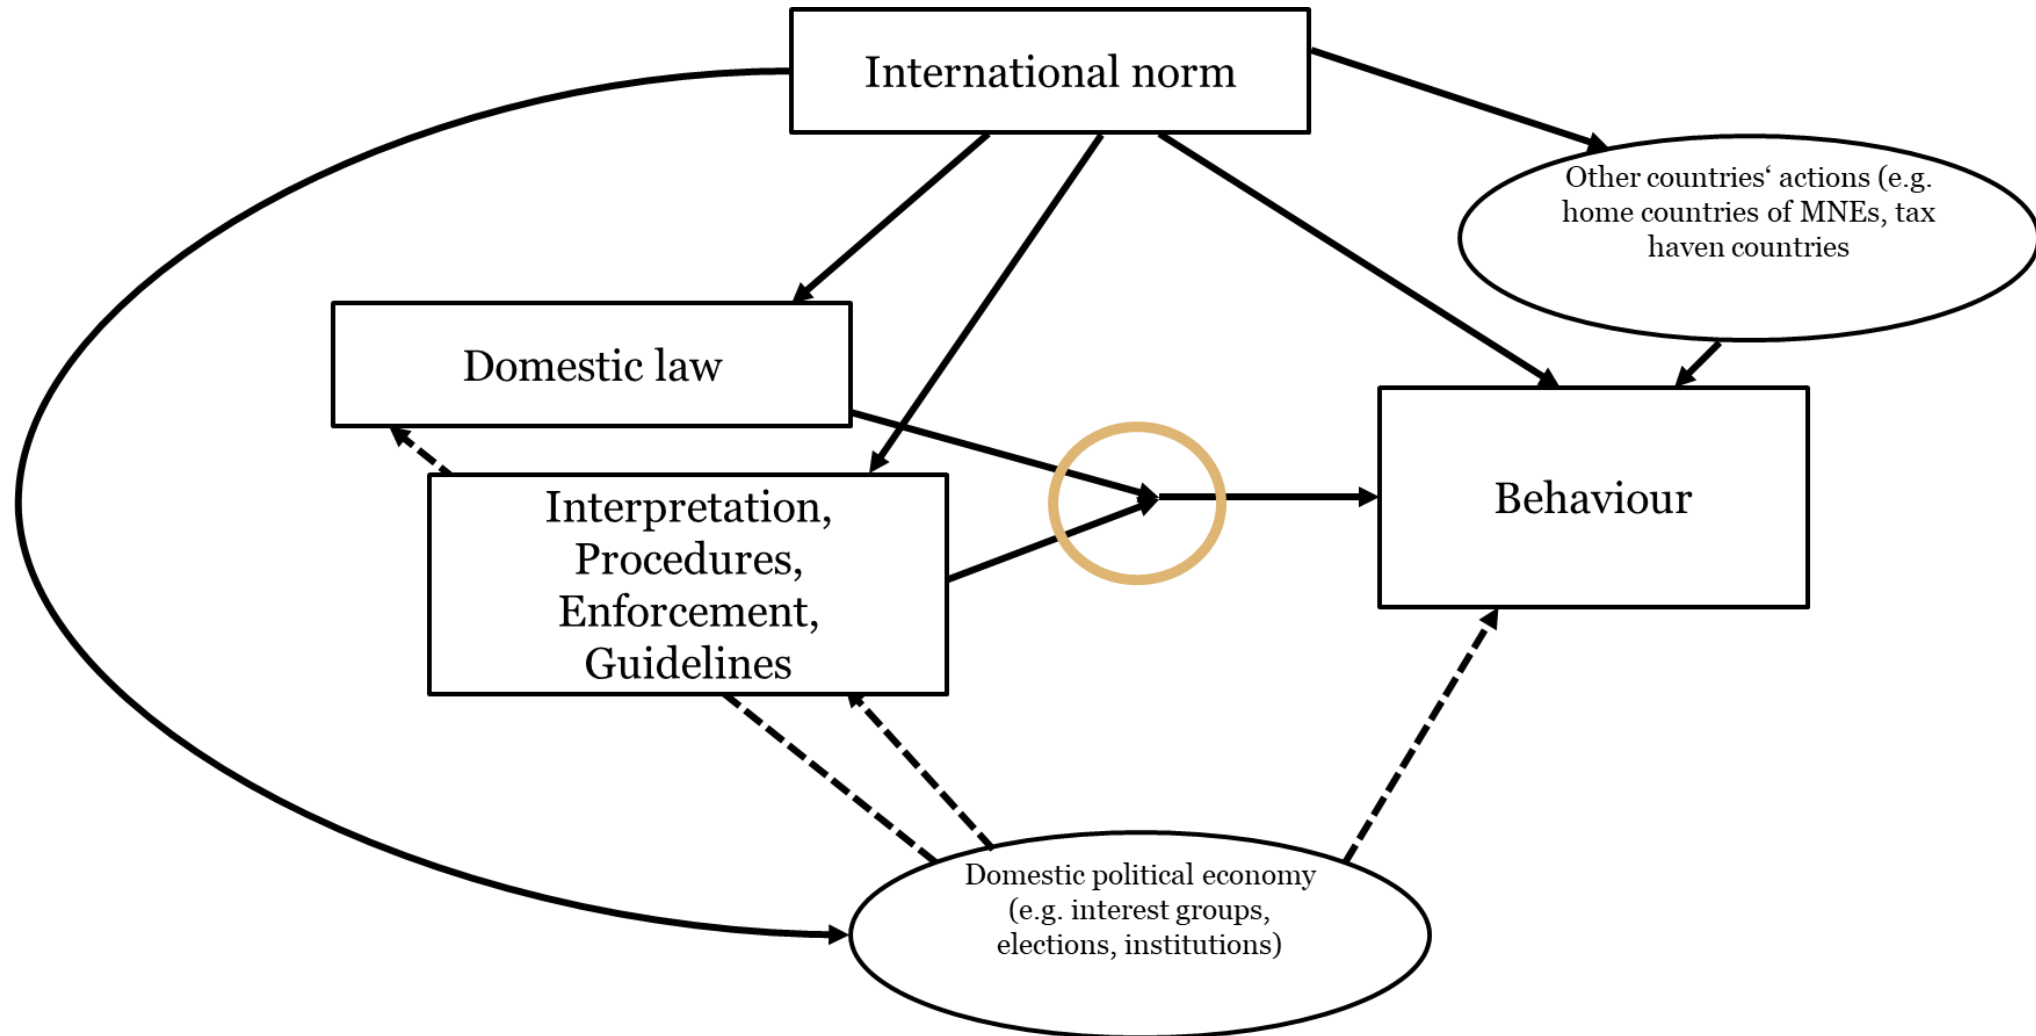 International norm
Other countries‘ actions (e.g.
home countries of MNEs, tax
haven countries
Domestic law
Interpretation,
Procedures,
Enforcement,
Guidelines
Behaviour
Domestic political economy
(e.g. interest groups,
elections, institutions)